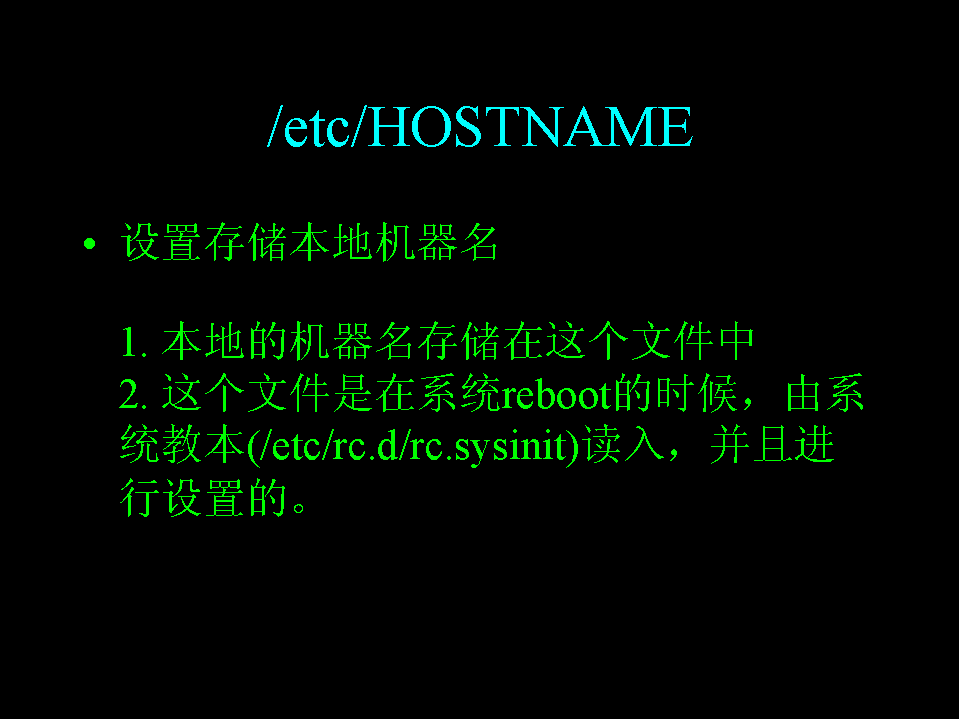 /etc/HOSTNAME
• 设置存储本地机器名
1. 本地的机器名存储在这个文件中
2. 这个文件是在系统reboot的时候，由系
统教本(/etc/rc.d/rc.sysinit)读入，并且进
行设置的。